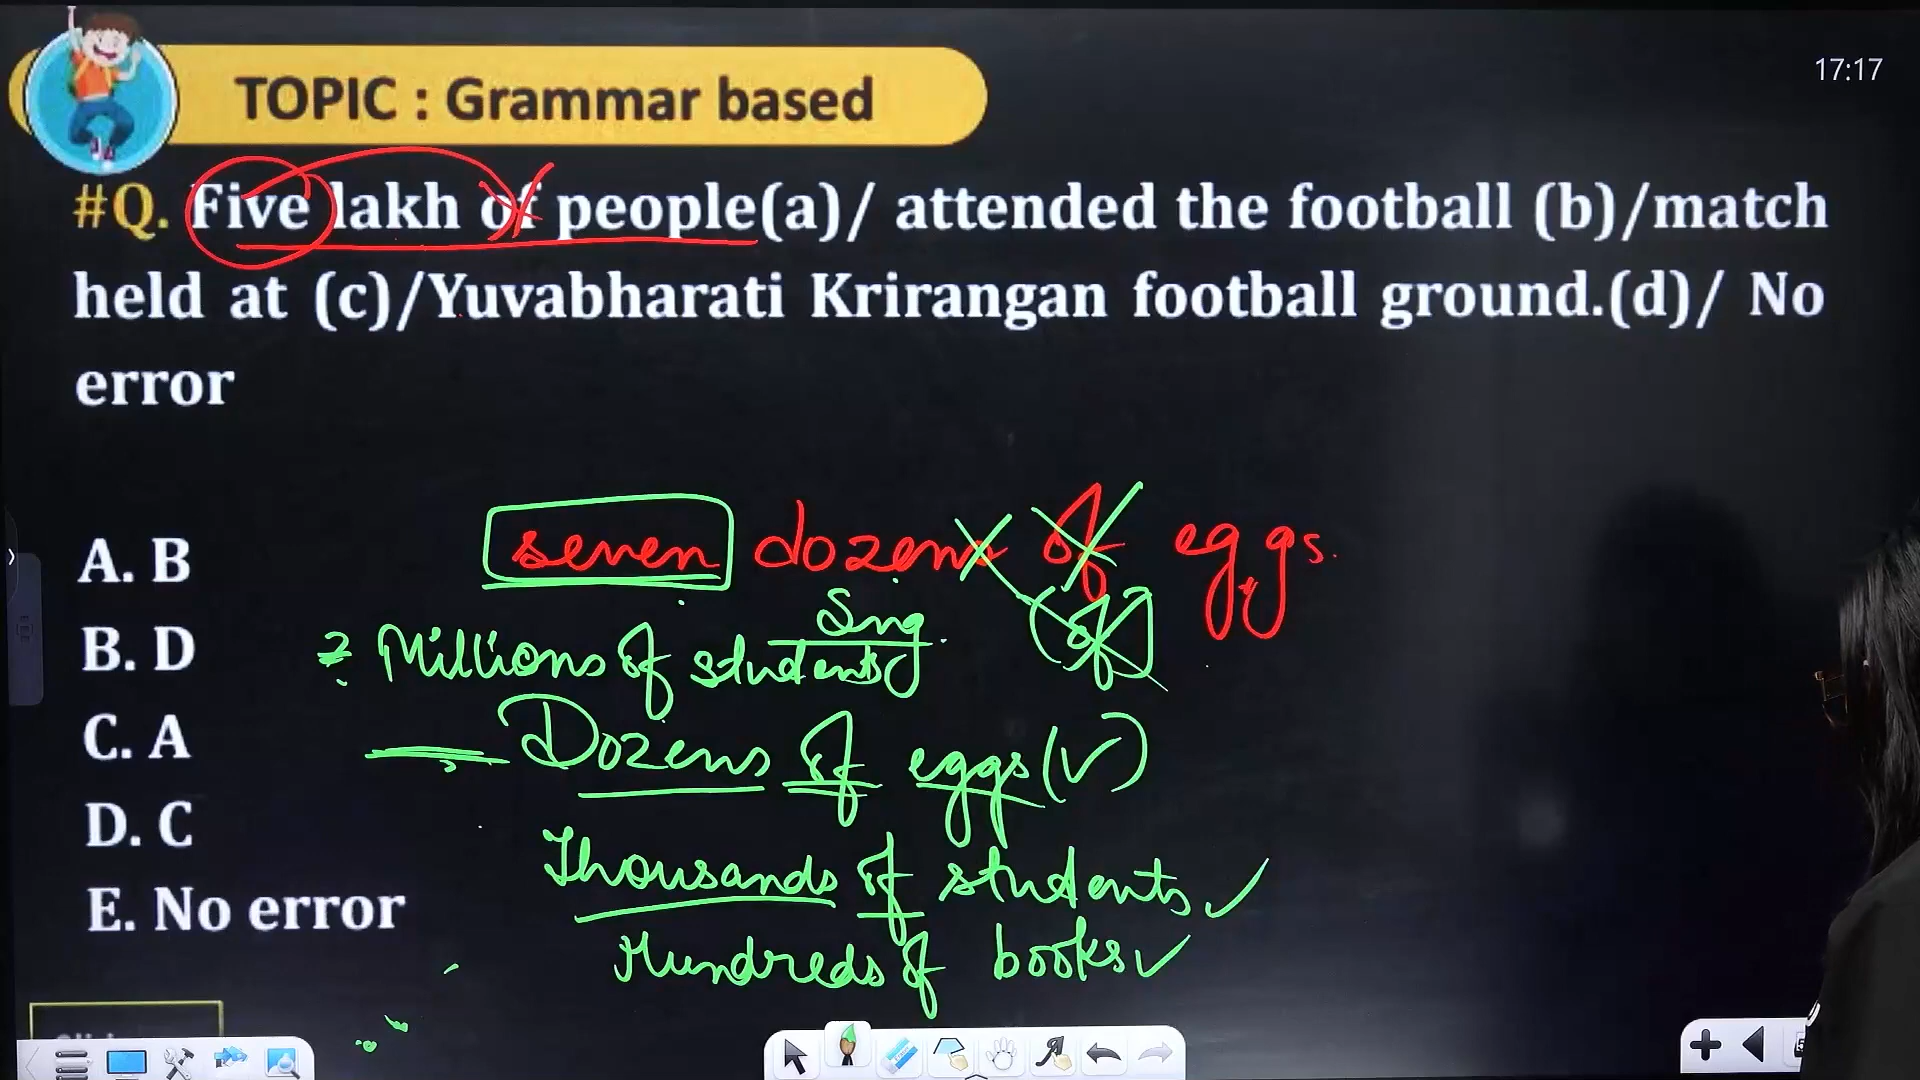 17:17
TOPIC : Grammar based
#Q. Five lakh of people(a)/ attended the football (b)/match
held at (c)/Yuvabharati Krirangan football ground.(d)/ No
error
seven dozens of eggs.
A. B
Sing
(of)
B. D
Millions of students
C. A
Dozens of eggs (✓)
D. C
Thousands of students ✓
E. No error
Hundreds of books ✓